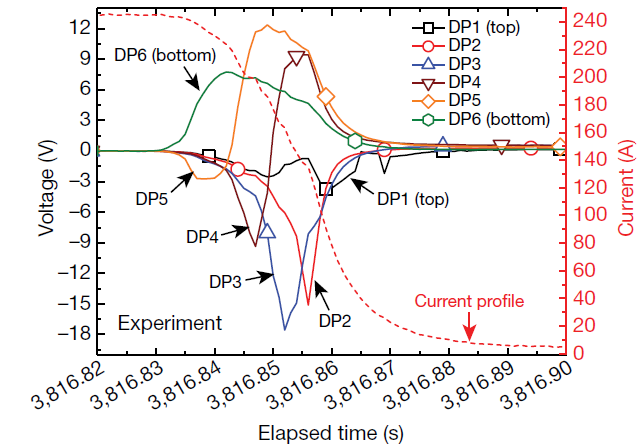 12
9
6
3
0
−3
−6
−9
−12
−15
−18
Voltage (V)
240
220
200
180
160
140
120
100
80
60
40
20
0
Current (A)
DP1 (top)
DP2
DP3
DP4
DP5
DP6 (bottom)
DP6 (bottom)
DP5
DP4
DP3
DP2
DP1 (top)
Current profile
Experiment
3,816.82
3,816.83
3,816.84
3,816.85
3,816.86
3,816.87
3,816.88
3,816.89
3,816.90
Elapsed time (s)